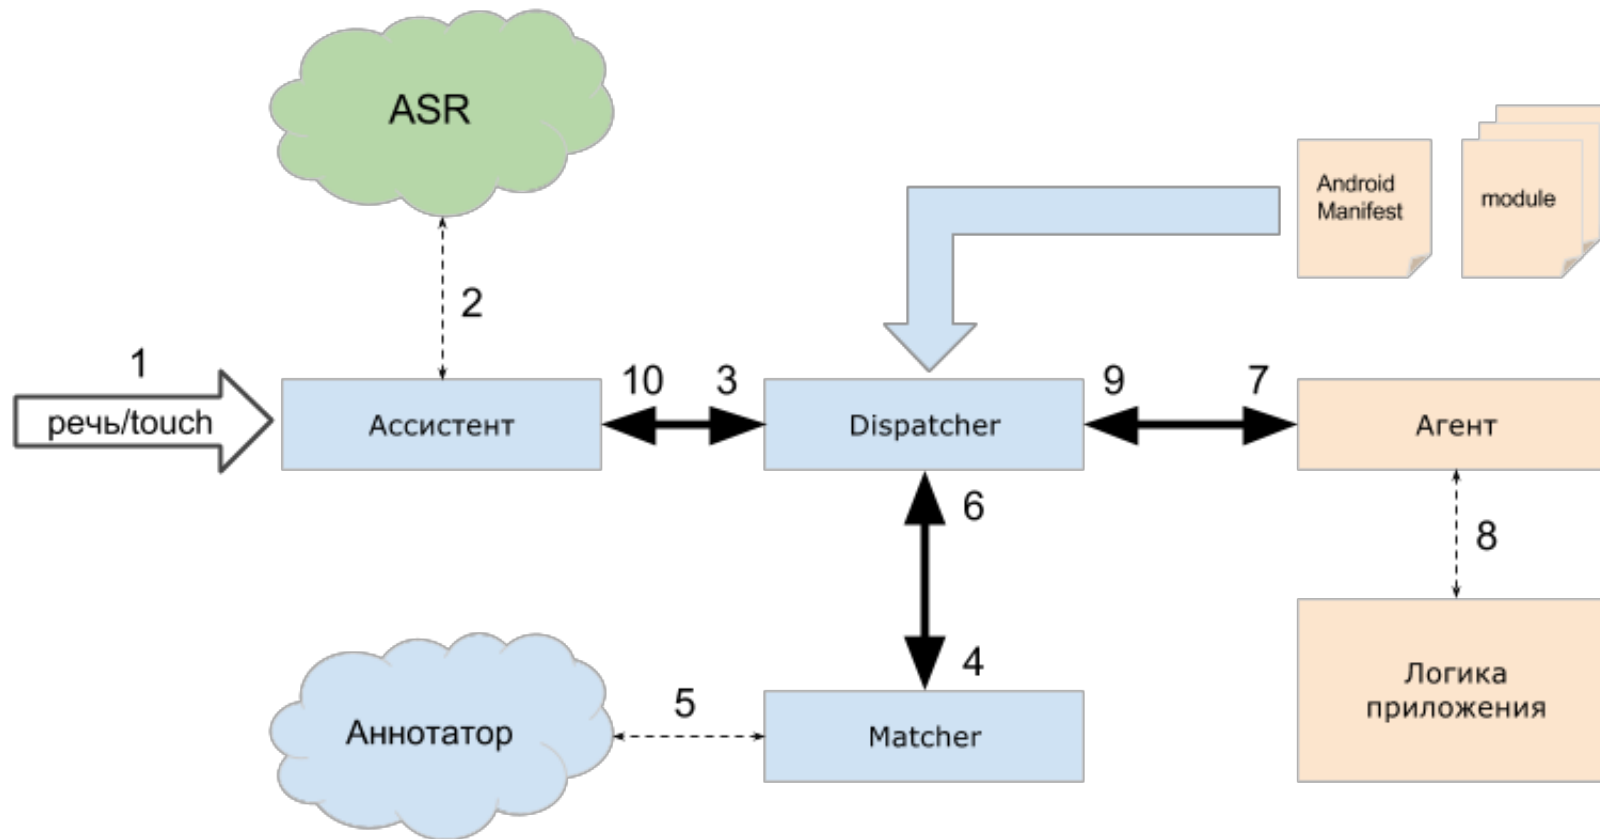 ASR
Android
Manifest
module
2
1
речь/touch
Ассистент
10
3
Dispatcher
9
7
Агент
6
8
4
5
Аннотатор
Matcher
Логика
приложения